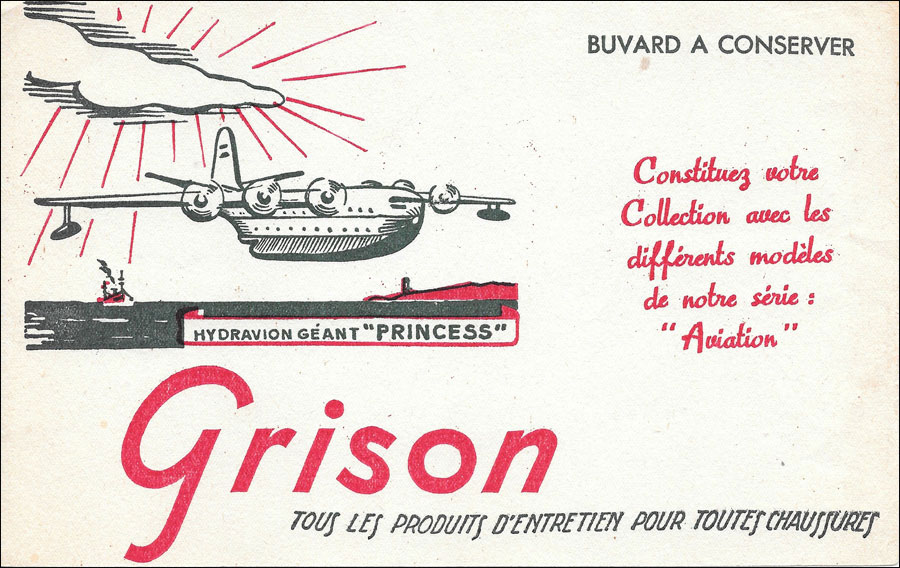 BUVARD A CONSERVER
Constituez votre
Collection avec les
différents modèles
de notre série :
"Aviation"
HYDRAVION GÉANT "PRINCESS"
Grison
TOUS LES PRODUITS D'ENTRETIEN POUR TOUTES CHAUSSURES